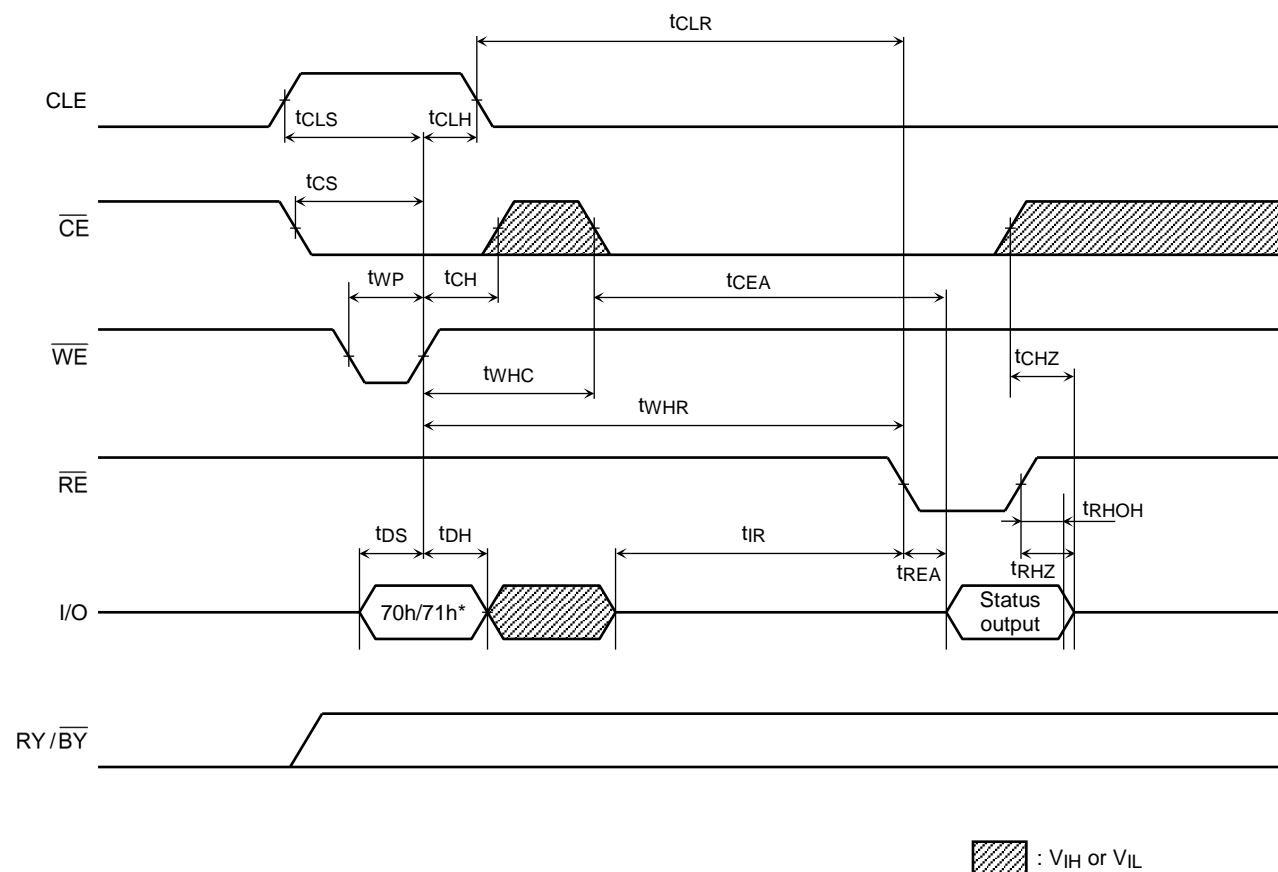 tCLR
CLE
tCLS tCLH
tCS
CE
tWP tCH tCEA
WE
tCHZ
tWHC
tWHR
RE
tRHOH
tDS tDH tIR
tREA tRHZ
I/O 70h/71h* Status output
RY/BY
: VIH or VIL